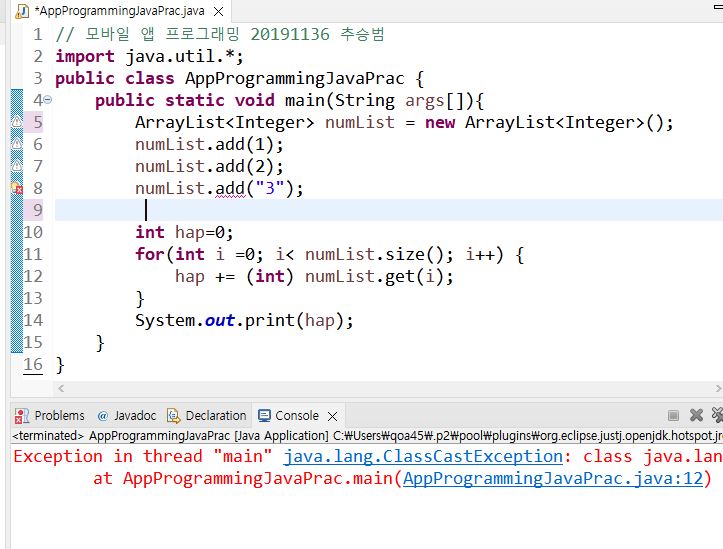 *AppProgrammingJavaPrac.java
1 // 모바일 앱 프로그래밍 20191136 추승범
2 import java.util.*;
3 public class AppProgrammingJavaPrac {
4 public static void main(String args[]){
5 ArrayList<Integer> numList = new ArrayList<Integer>();
6 numList.add(1);
7 numList.add(2);
8 numList.add("3");
9
10 int hap=0;
11 for(int i =0; i< numList.size(); i++) {
12 hap += (int) numList.get(i);
13 }
14 System.out.print(hap);
15 }
16 }
Problems @ Javadoc Declaration Console
<terminated> AppProgrammingJavaPrac [Java Application] C:₩Users₩qoa45₩.p2₩pool₩plugins₩org.eclipse.justj.openjdk.hotspot.jr
Exception in thread "main" java.lang.ClassCastException: class java.lan
at AppProgrammingJavaPrac.main(AppProgrammingJavaPrac.java:12)